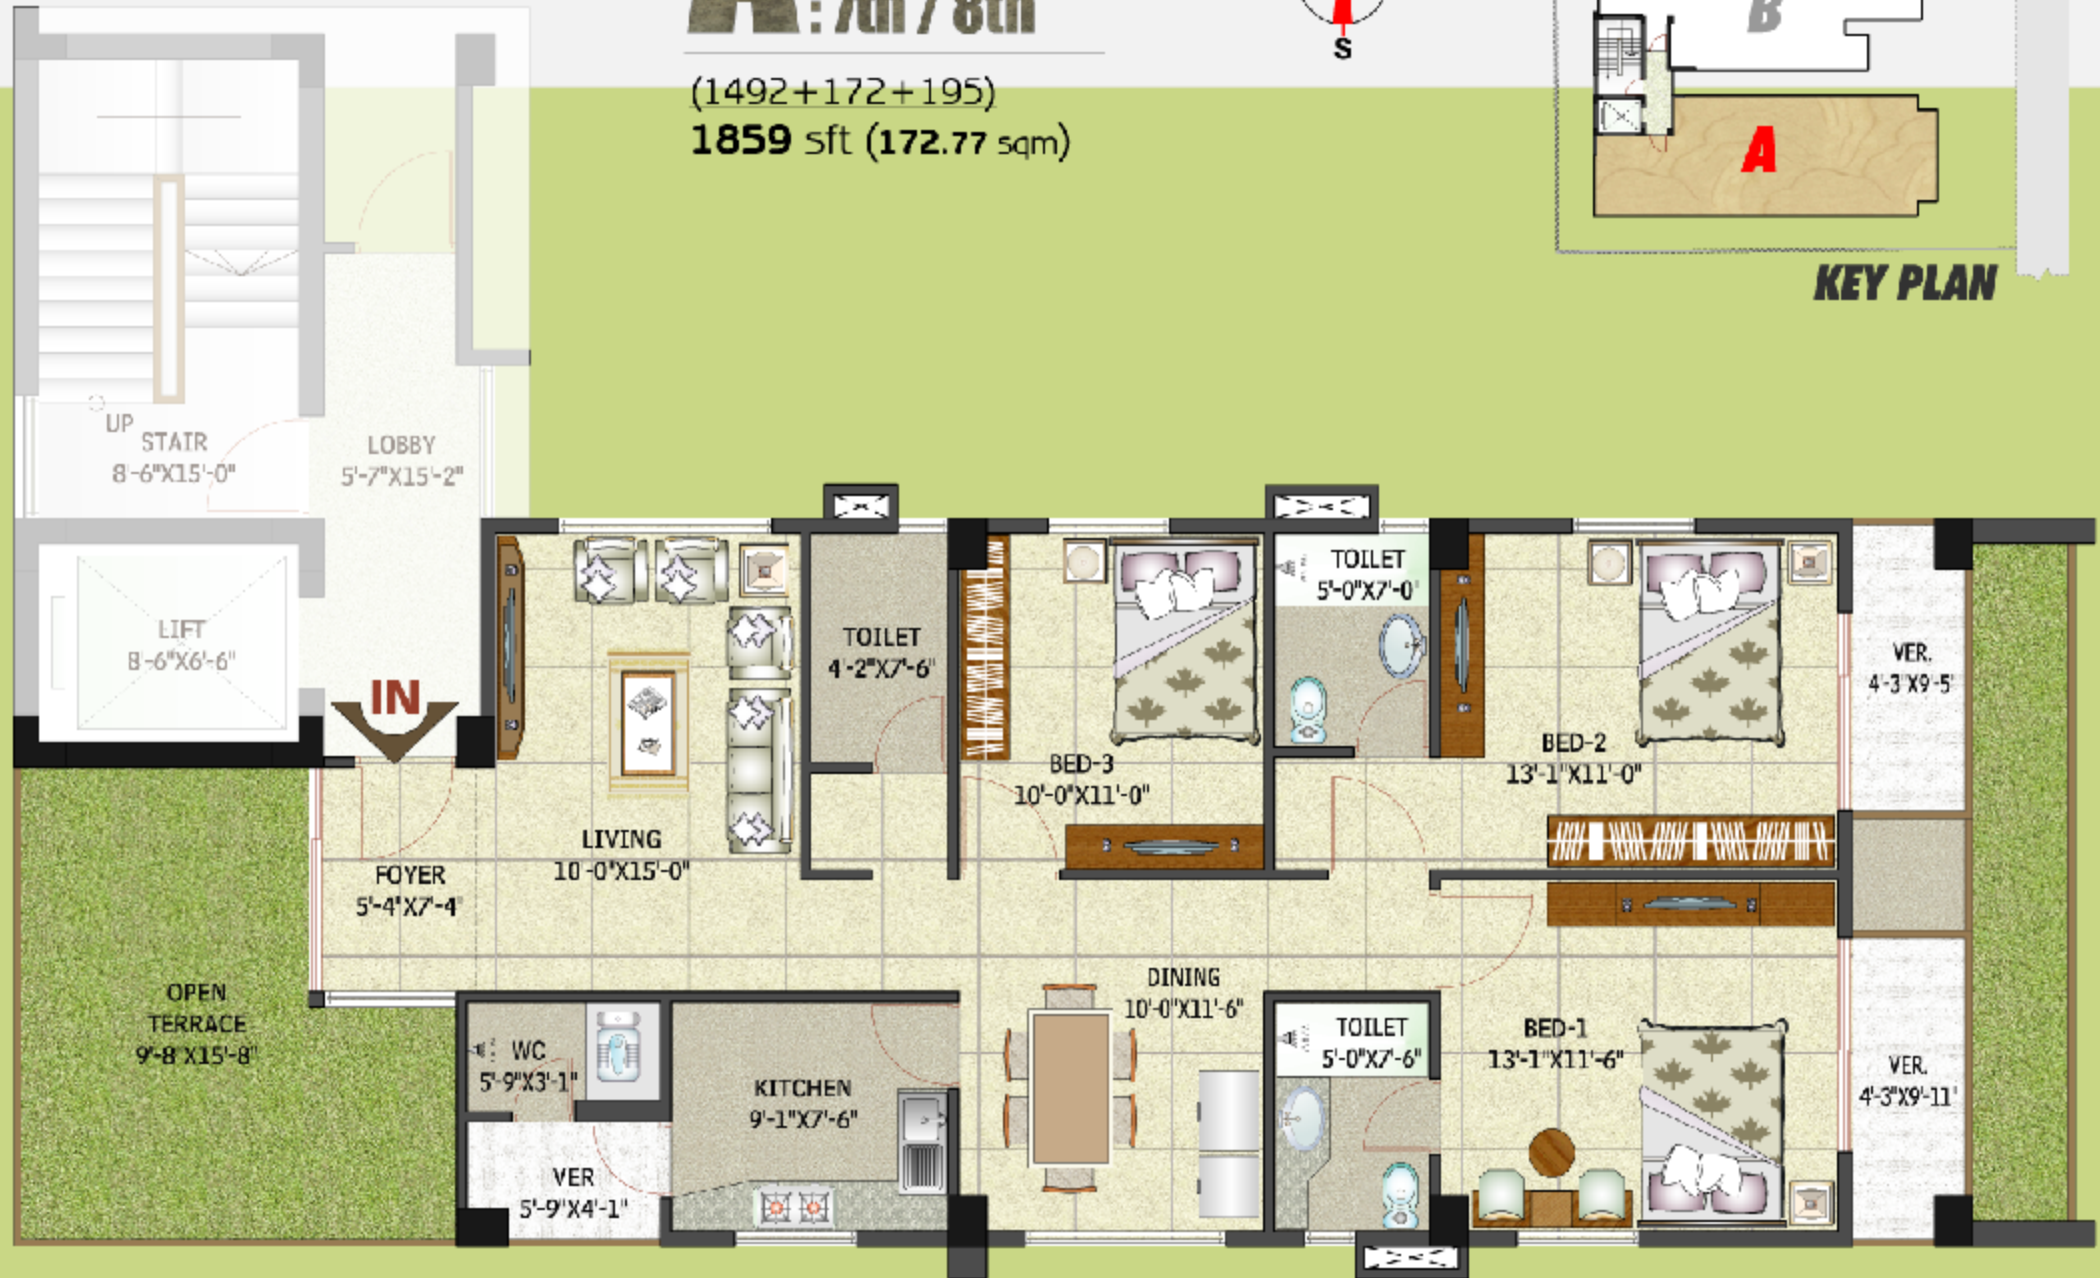 A : 7th / 8th
(1492+172+195)
1859 sft (172.77 sqm)
S
B
A
KEY PLAN
UP
STAIR
8'-6"X15'-0"
LOBBY
5'-7"X15'-2"
LIFT
8'-6"X6'-6"
IN
TOILET
4'-2"X7'-6"
TOILET
5'-0"X7'-0"
VER.
4'-3"X9'-5"
BED-3
10'-0"X11'-0"
BED-2
13'-1"X11'-0"
LIVING
10'-0"X15'-0"
FOYER
5'-4"X7'-4"
OPEN
TERRACE
9'-8"X15'-8"
DINING
10'-0"X11'-6"
WC
5'-9"X3'-1"
KITCHEN
9'-1"X7'-6"
TOILET
5'-0"X7'-6"
BED-1
13'-1"X11'-6"
VER.
4'-3"X9'-11"
VER
5'-9"X4'-1"